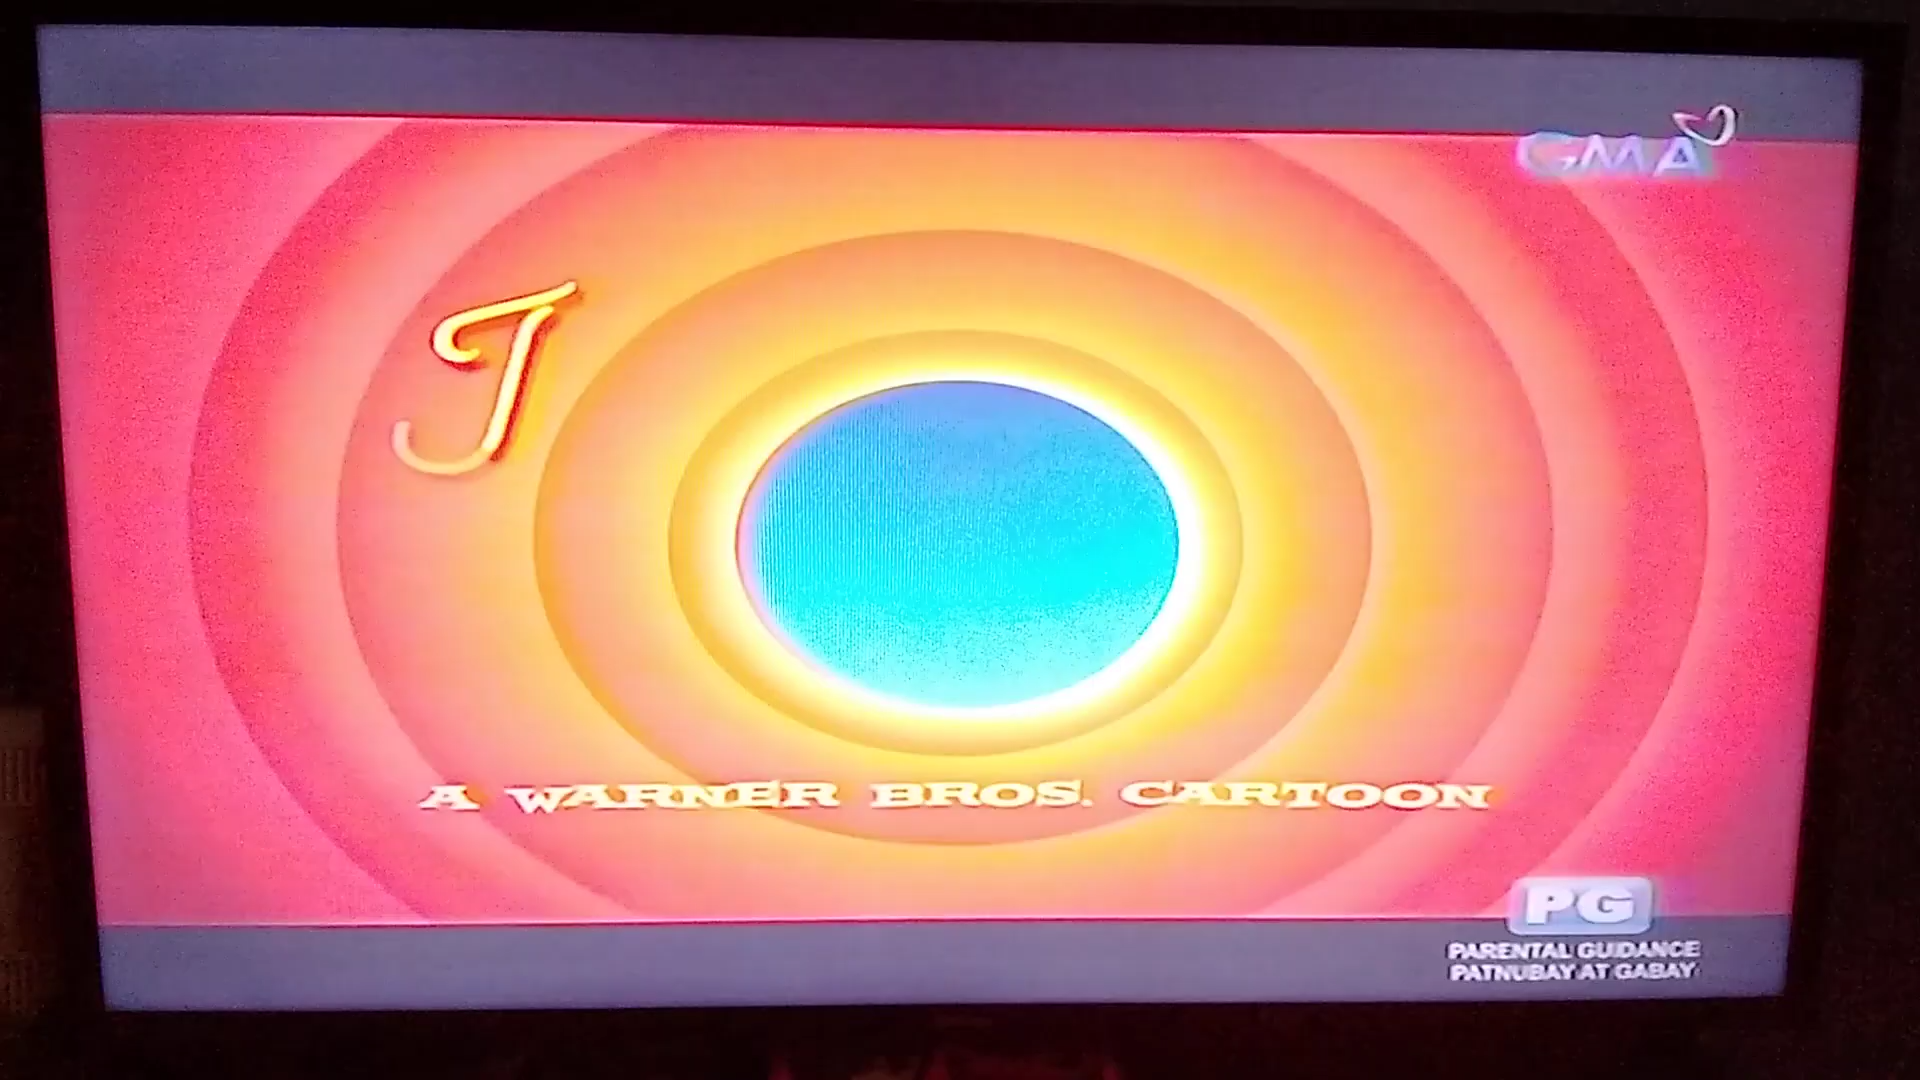 GMA
T
A WARNER BROS. CARTOON
PG
PARENTAL GUIDANCE
PATNUBAY AT GABAY